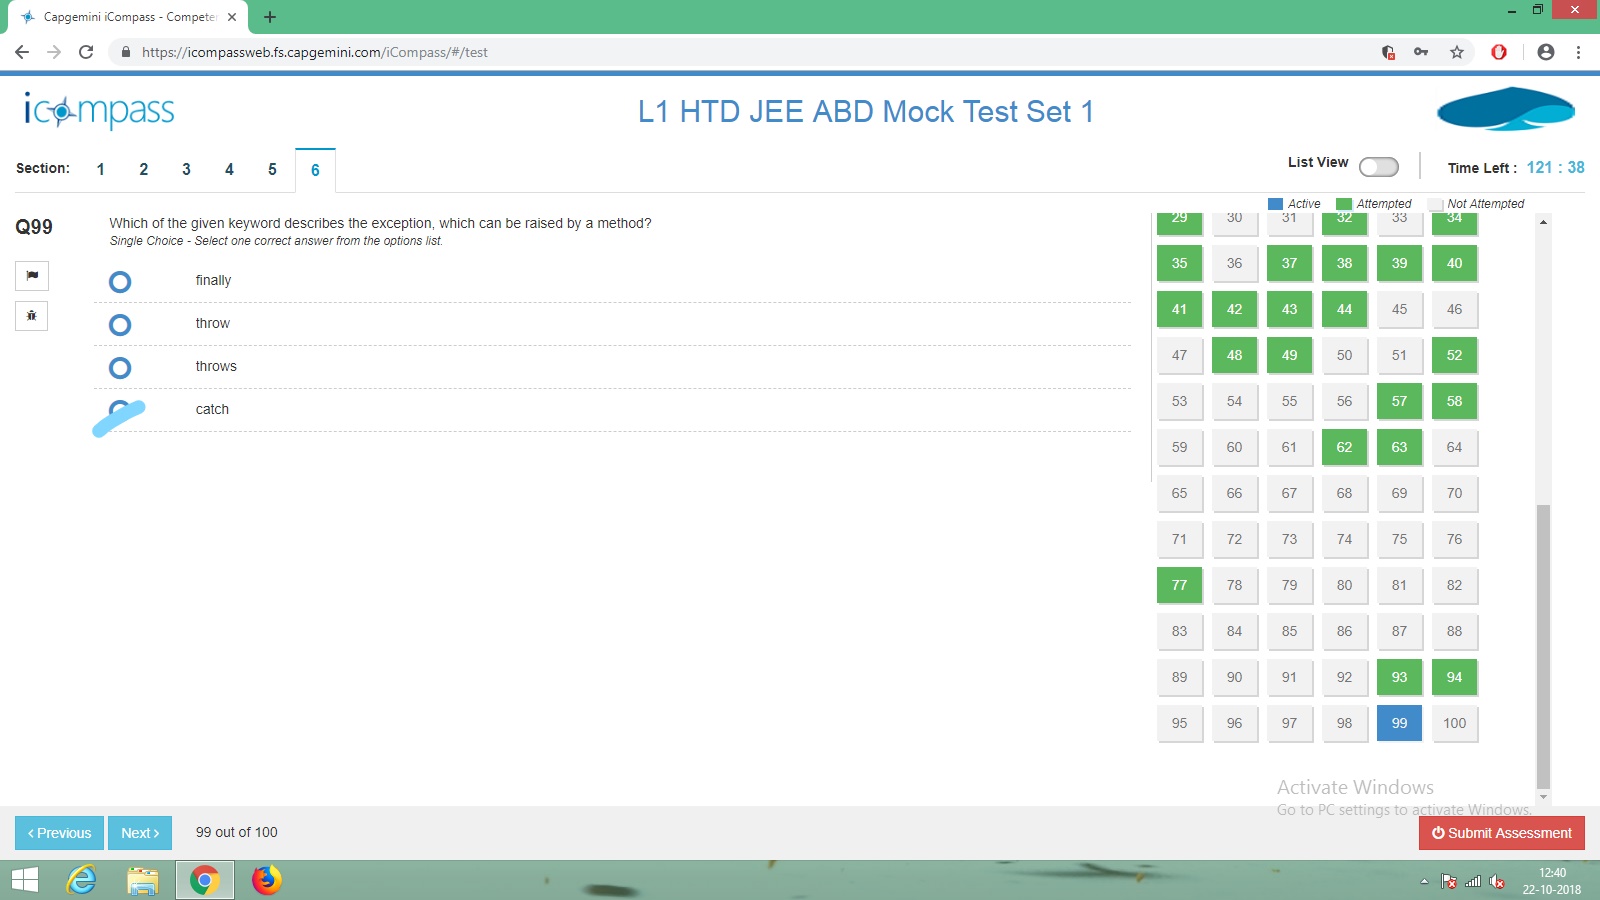 Capgemini iCompass - Competer
https://icompassweb.fs.capgemini.com/iCompass/#/test
icompass
L1 HTD JEE ABD Mock Test Set 1
Section: 1 2 3 4 5 6
List View
Time Left : 121 : 38
Active Attempted Not Attempted
Q99
Which of the given keyword describes the exception, which can be raised by a method?
Single Choice - Select one correct answer from the options list.
finally
throw
throws
catch
29 30 31 32 33 34
35 36 37 38 39 40
41 42 43 44 45 46
47 48 49 50 51 52
53 54 55 56 57 58
59 60 61 62 63 64
65 66 67 68 69 70
71 72 73 74 75 76
77 78 79 80 81 82
83 84 85 86 87 88
89 90 91 92 93 94
95 96 97 98 99 100
Activate Windows
Go to PC settings to activate Windows.
Previous Next 99 out of 100
Submit Assessment
12:40
22-10-2018